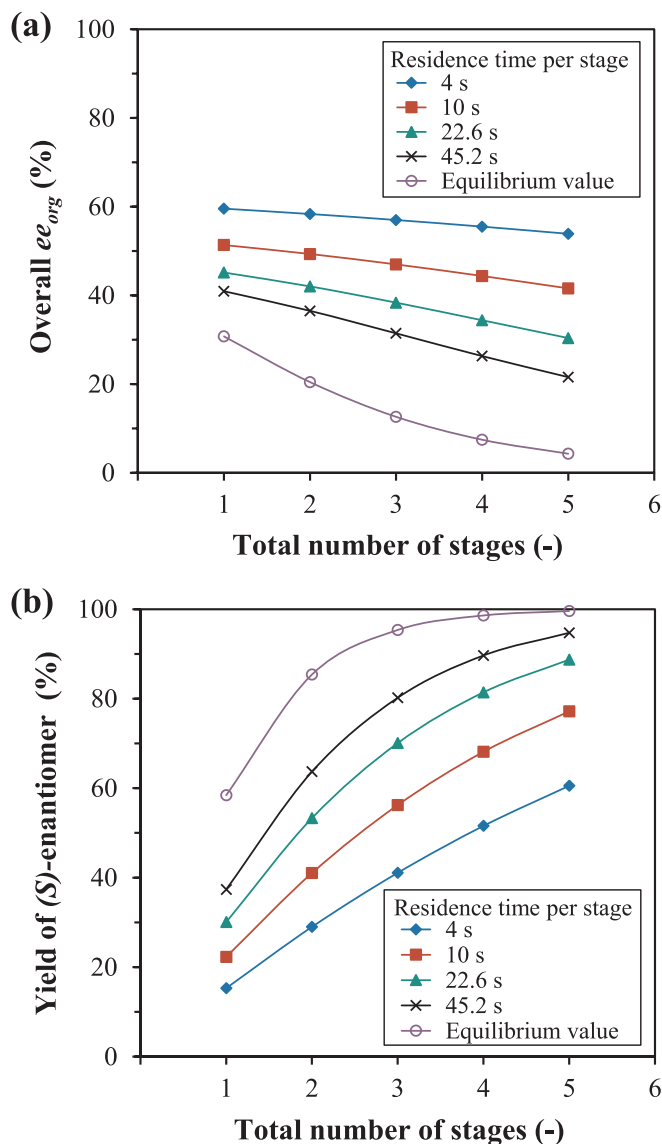 (a)
100
80
60
40
20
0
Overall ee_org (%)
Residence time per stage
4 s
10 s
22.6 s
45.2 s
Equilibrium value
1 2 3 4 5 6
Total number of stages (-)
(b)
100
80
60
40
20
0
Yield of (S)-enantiomer (%)
Residence time per stage
4 s
10 s
22.6 s
45.2 s
Equilibrium value
1 2 3 4 5 6
Total number of stages (-)